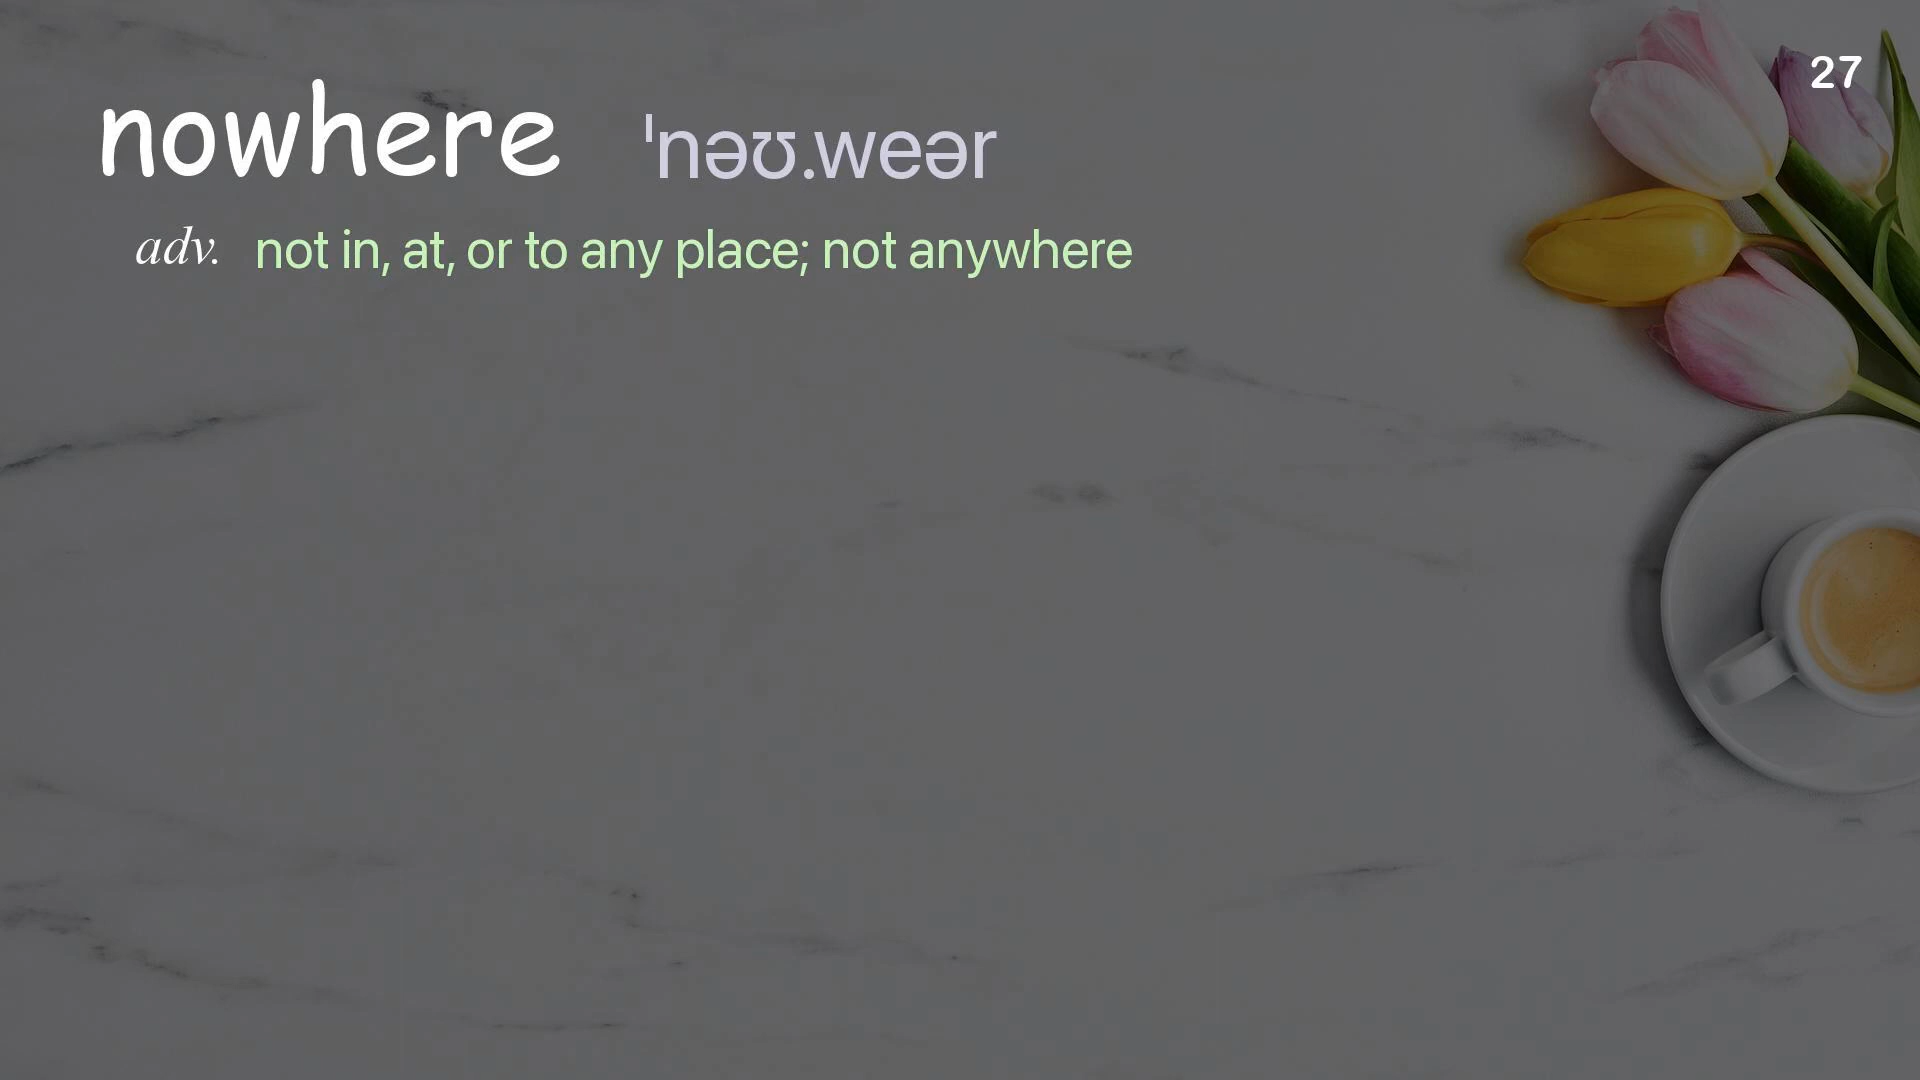 27
nowhere ˈnəʊ.weər
adv. not in, at, or to any place; not anywhere